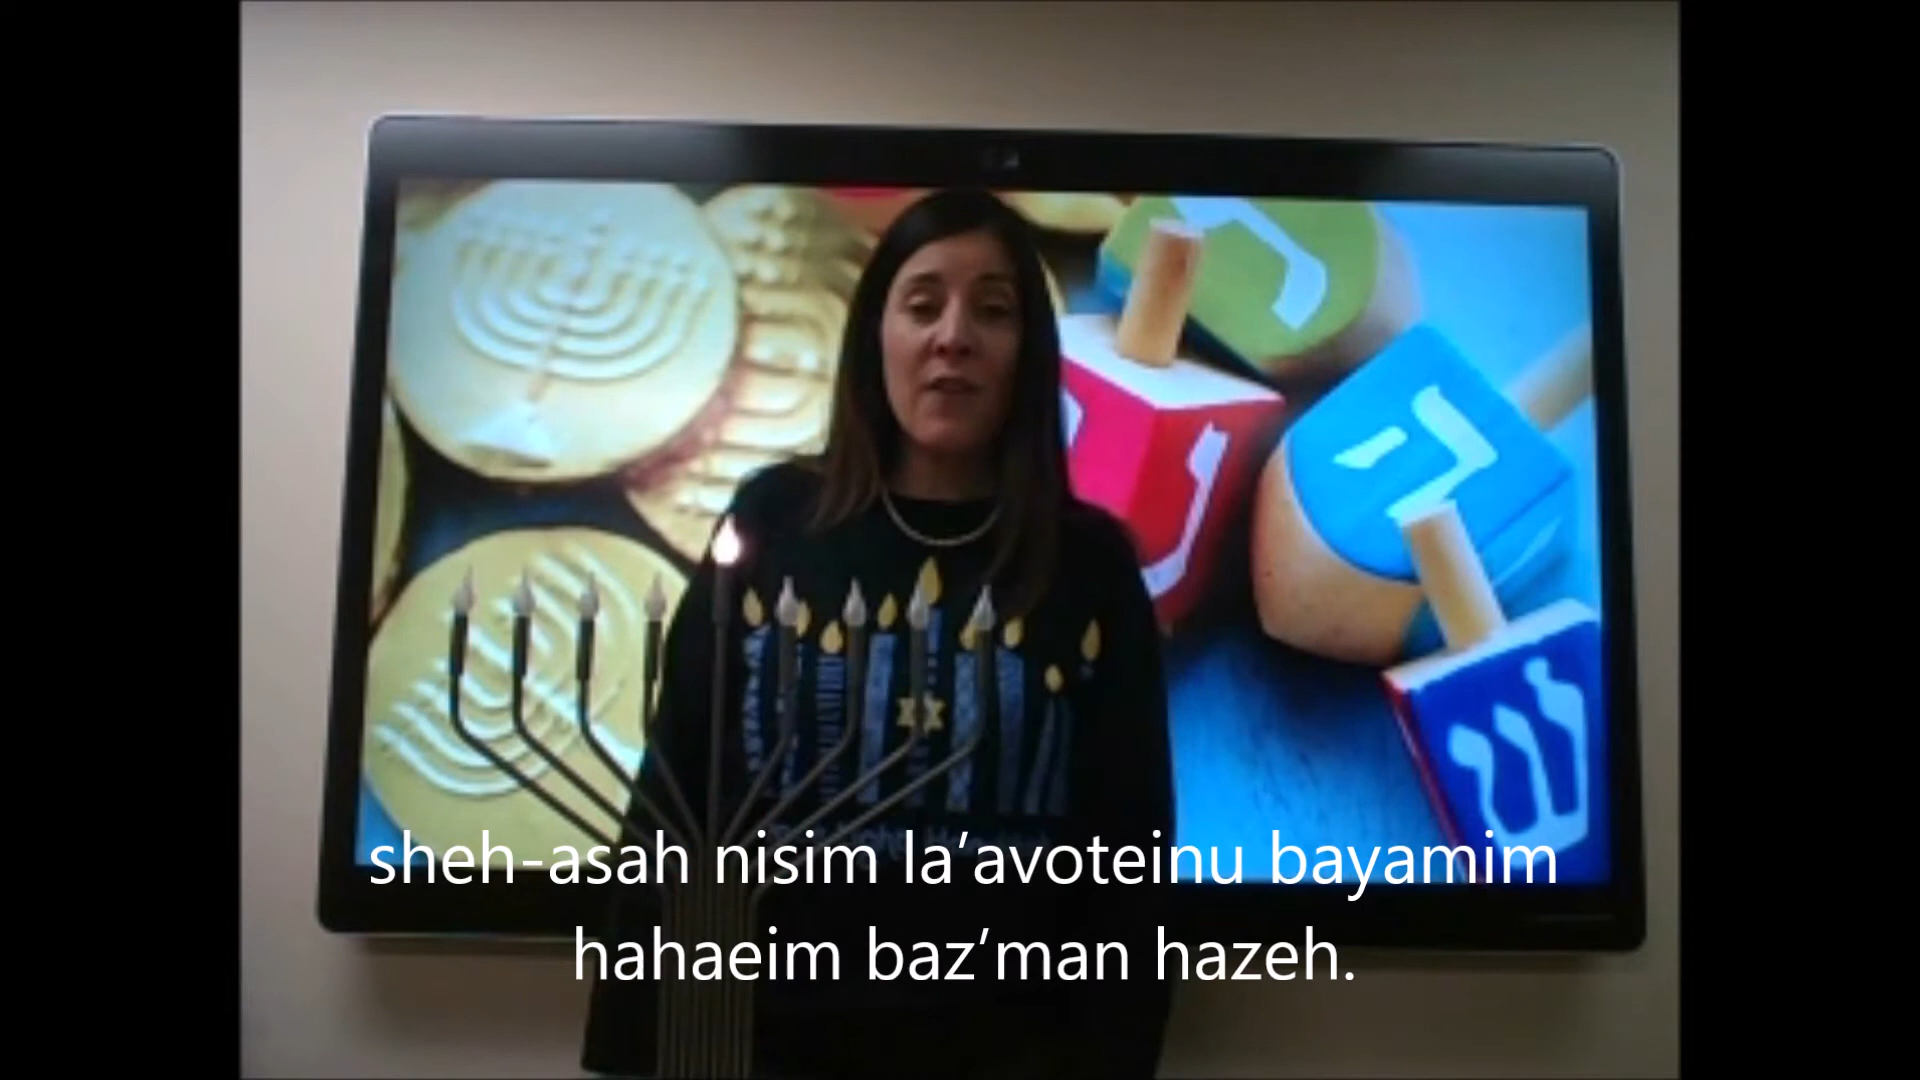 נ
נ
ה
ש
sheh-asah nisim la’avoteinu bayamim
hahaeim baz’man hazeh.